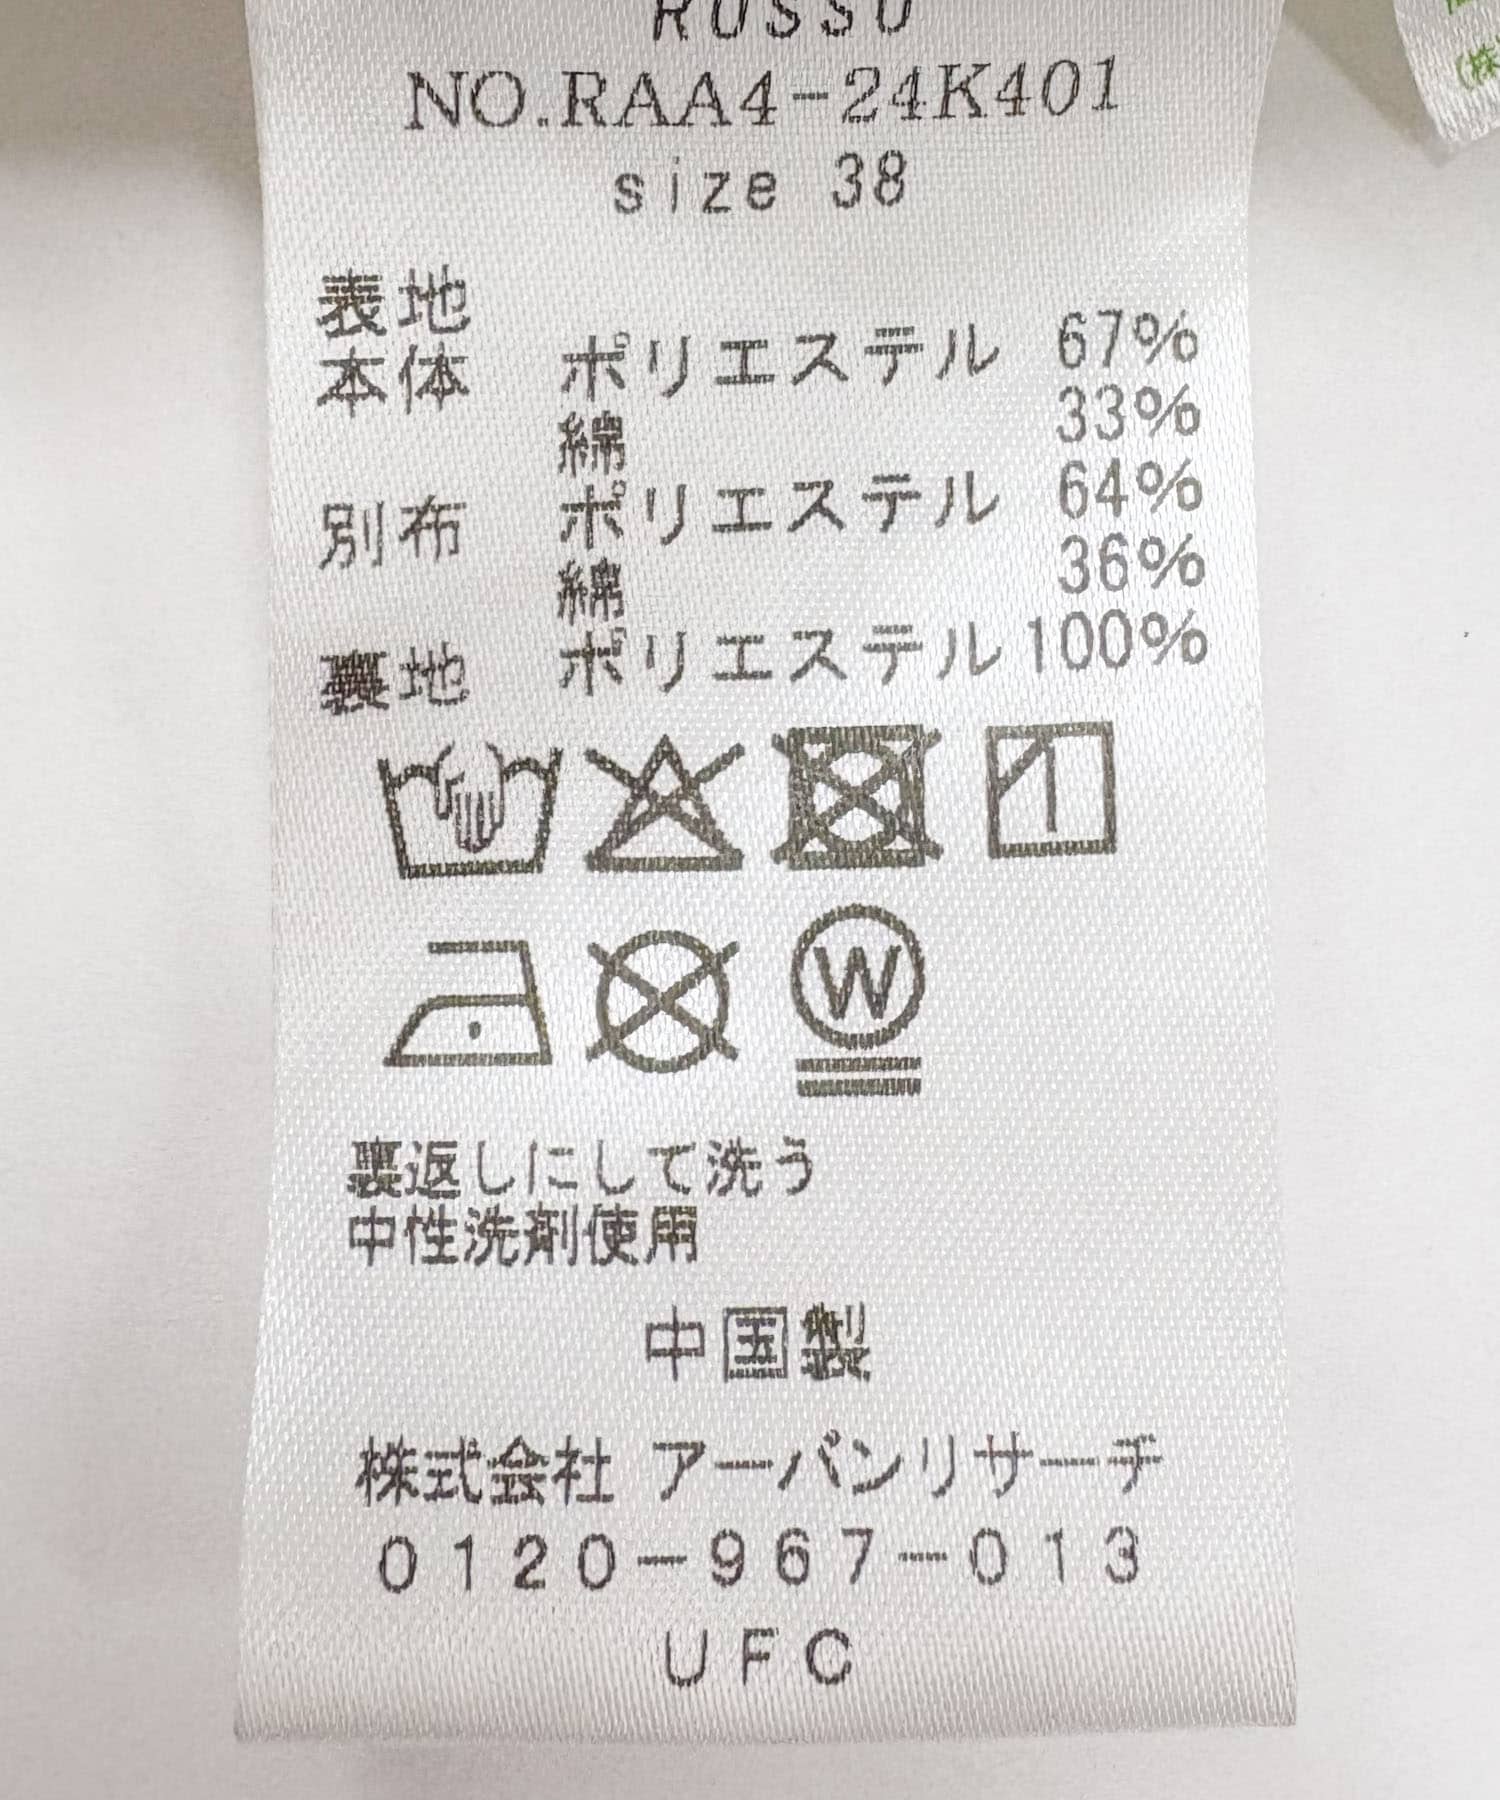 ROSSO
NO.RAA4-24K401
size 38
表地
本体 ポリエステル 67%
綿 33%
別布 ポリエステル 64%
綿 36%
裏地 ポリエステル 100%
W
裏返しにして洗う
中性洗剤使用
中国製
株式会社 アーバンリサーチ
0120-967-013
UFC
(株